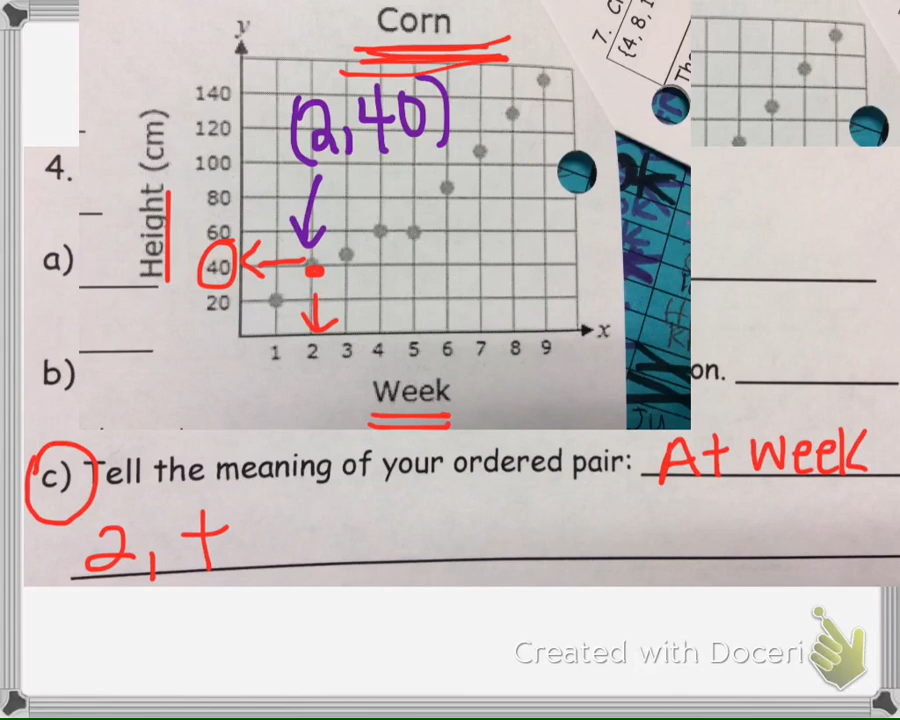 Corn
y
7. C
{4, 8, 1
Th
140
120
100
80
60
40
20
(2,40)
Height (cm)
4.
a)
b)
x
1 2 3 4 5 6 7 8 9
Week
on.
c) Tell the meaning of your ordered pair: At week
2, t
Created with Doceri